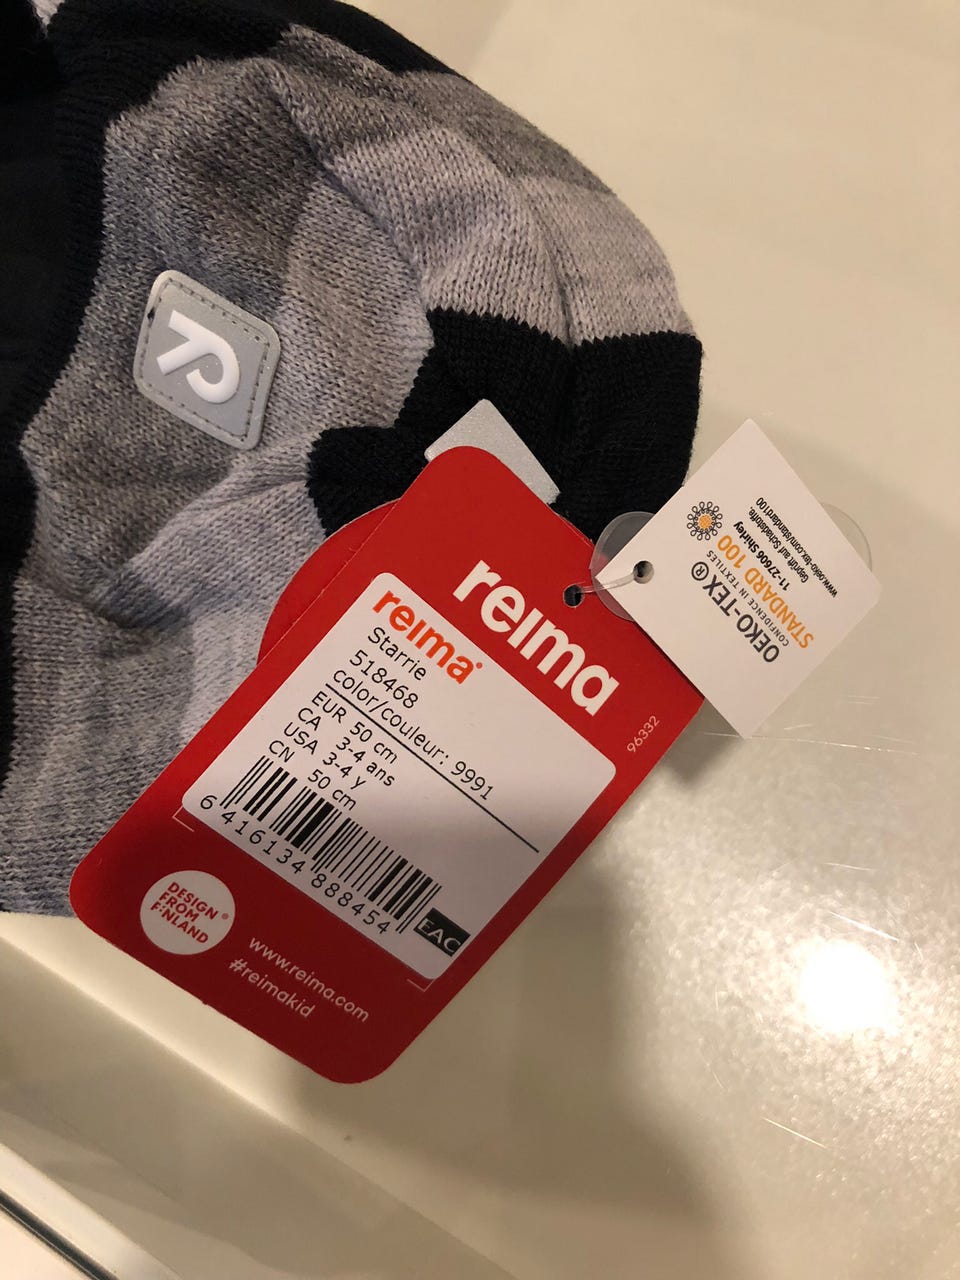 reima
96332
reima®
Starrie
518468
color/couleur: 9991
EUR 50 cm
CA 3-4 ans
USA 3-4 y
CN 50 cm
6 416134 888454
EAC
DESIGN
FROM
FINLAND®
www.reima.com
#reimakid
OEKO-TEX®
CONFIDENCE IN TEXTILES
STANDARD 100
11-27606 Shirley
Geprüft auf Schadstoffe.
www.oeko-tex.com/standard100